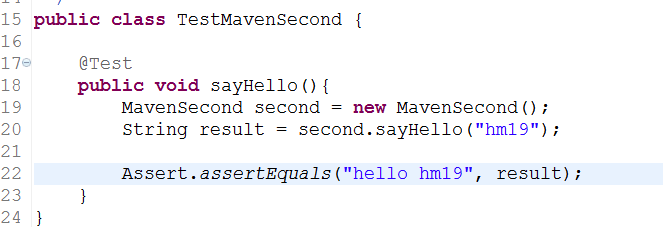 15 public class TestMavenSecond {
16
17 @Test
18 public void sayHello(){
19 MavenSecond second = new MavenSecond();
20 String result = second.sayHello("hm19");
21
22 Assert.assertEquals("hello hm19", result);
23 }
24 }